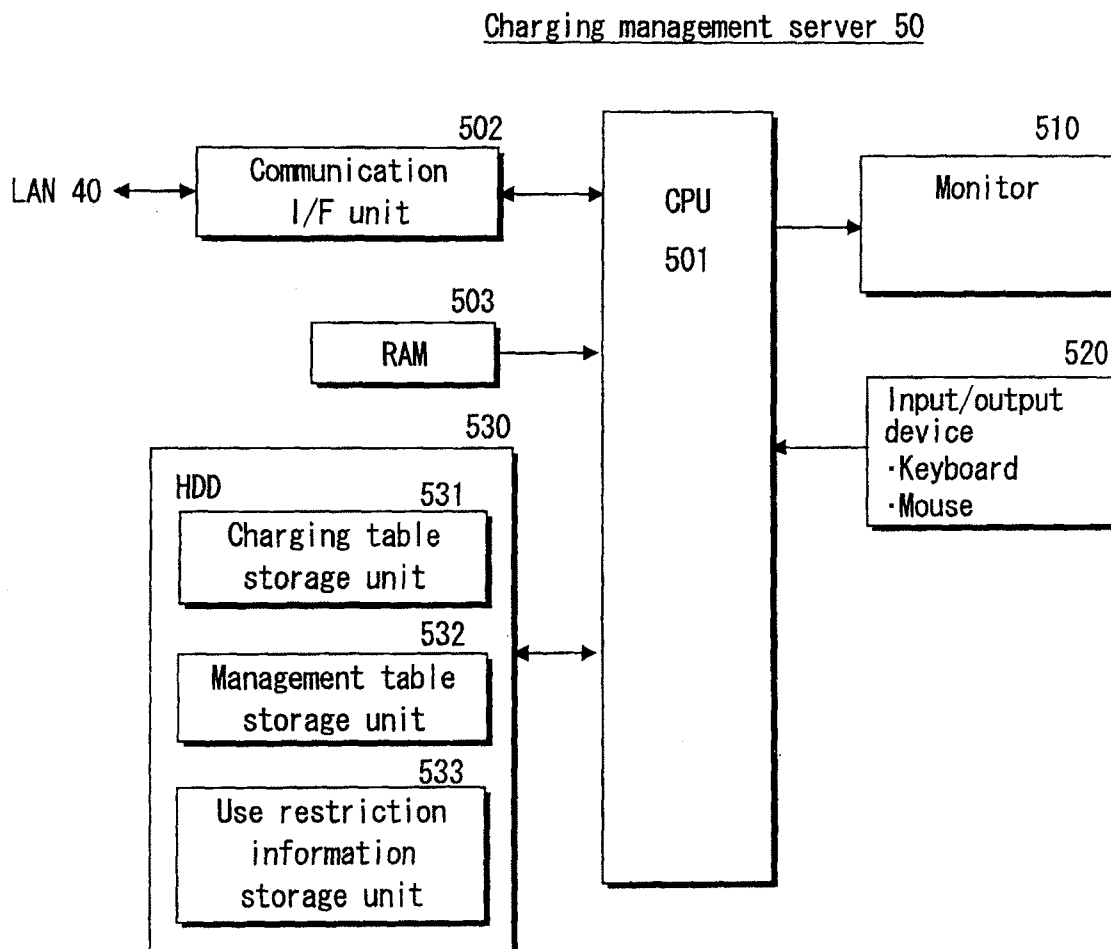 Charging management server 50
502
510
LAN 40
Communication
I/F unit
CPU
501
Monitor
503
RAM
520
Input/output
device
·Keyboard
·Mouse
530
HDD
531
Charging table
storage unit
532
Management table
storage unit
533
Use restriction
information
storage unit